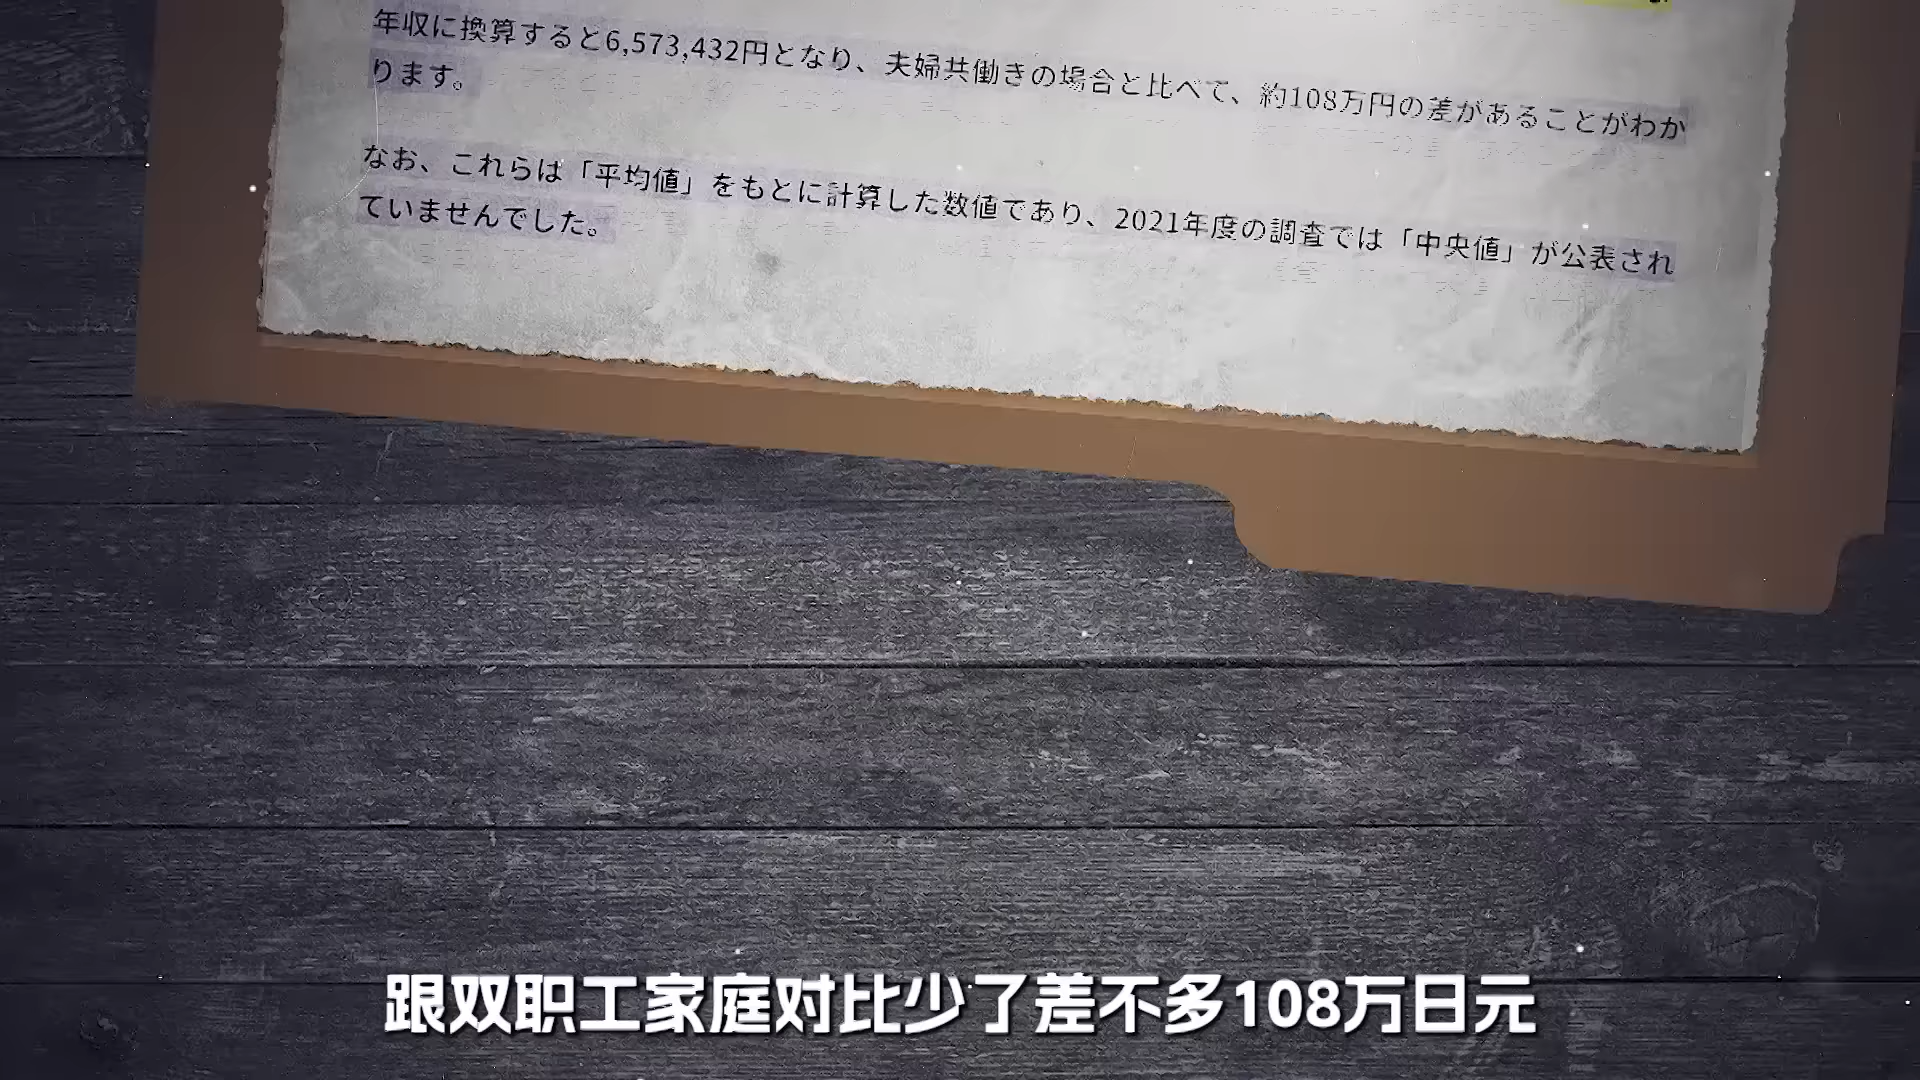 年収に換算すると6,573,432円となり、夫婦共働きの場合と比べて、約108万円の差があることがわか
ります。
なお、これらは「平均値」をもとに計算した数値であり、2021年度の調査では「中央値」が公表され
ていませんでした。
跟双职工家庭对比少了差不多108万日元